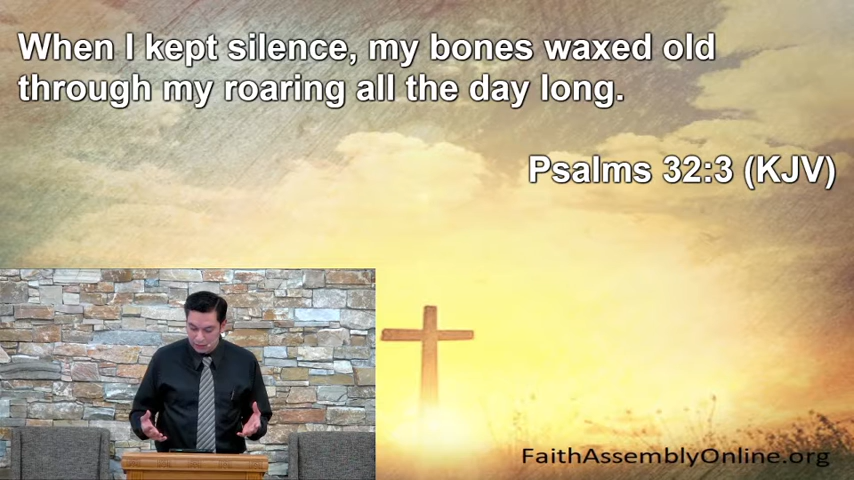 When I kept silence, my bones waxed old
through my roaring all the day long.
Psalms 32:3 (KJV)
FaithAssemblyOnline.org